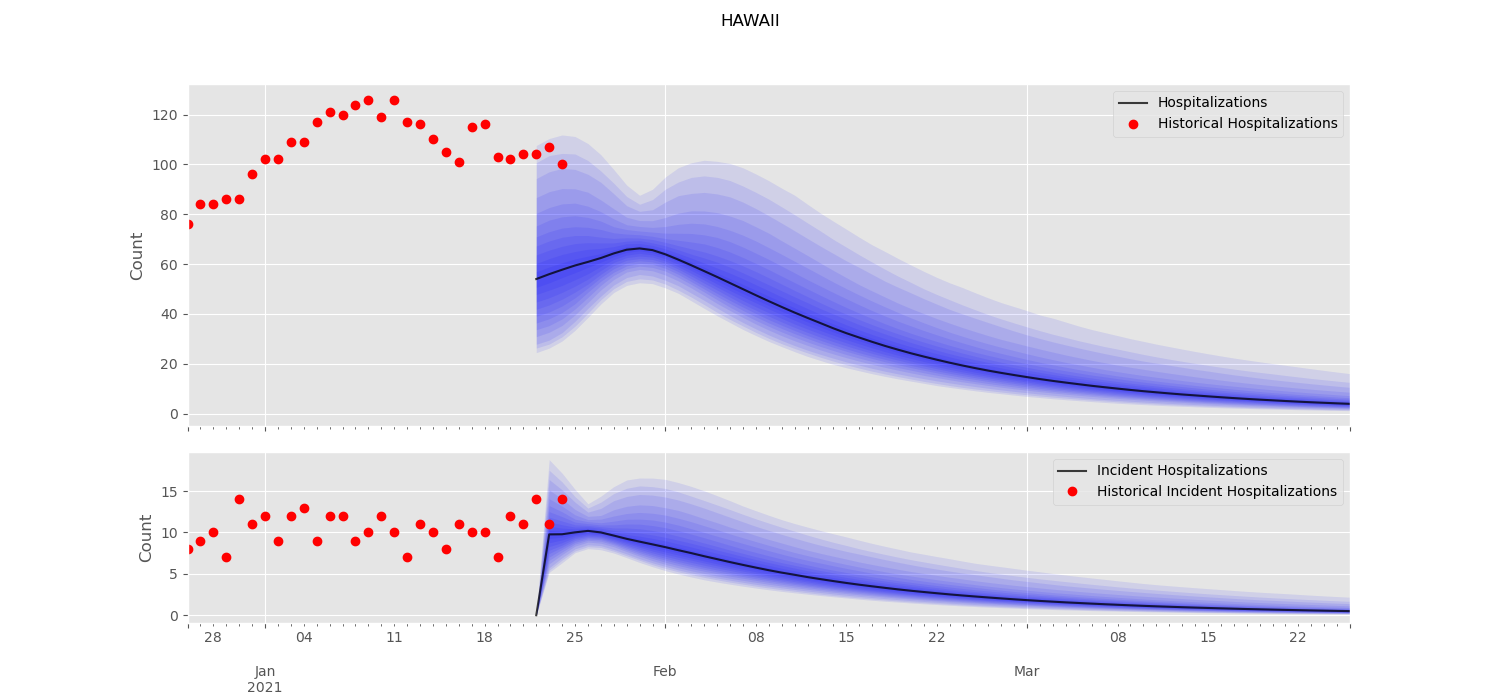 HAWAII
Hospitalizations
Historical Hospitalizations
120
100
80
60
40
20
0
Count
Incident Hospitalizations
Historical Incident Hospitalizations
15
10
5
0
Count
28 04 11 18 25 08 15 22 08 15 22
Jan Feb Mar
2021